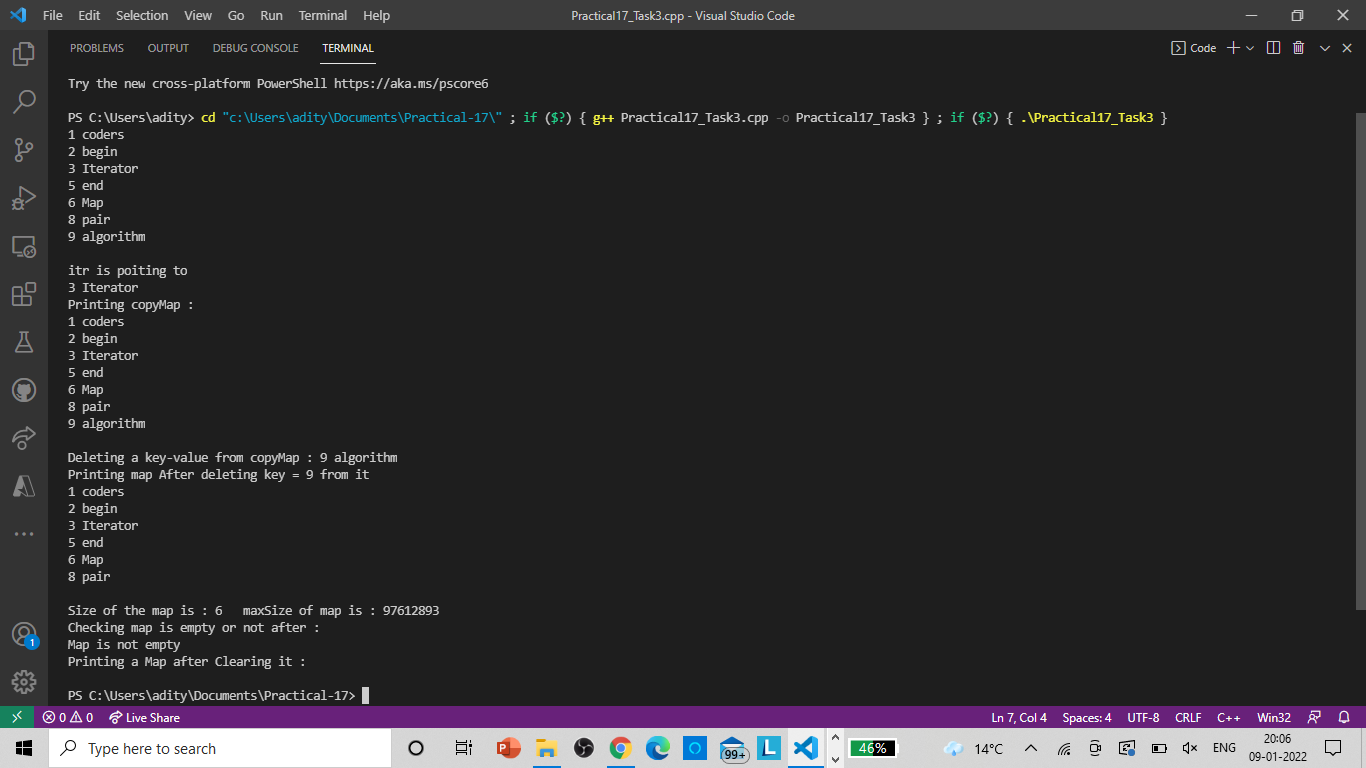 File Edit Selection View Go Run Terminal Help Practical17_Task3.cpp - Visual Studio Code
PROBLEMS OUTPUT DEBUG CONSOLE TERMINAL Code
Try the new cross-platform PowerShell https://aka.ms/pscore6
PS C:\Users\adity> cd "c:\Users\adity\Documents\Practical-17\" ; if ($?) { g++ Practical17_Task3.cpp -o Practical17_Task3 } ; if ($?) { .\Practical17_Task3 }
1 coders
2 begin
3 Iterator
5 end
6 Map
8 pair
9 algorithm
itr is poiting to
3 Iterator
Printing copyMap :
1 coders
2 begin
3 Iterator
5 end
6 Map
8 pair
9 algorithm
Deleting a key-value from copyMap : 9 algorithm
Printing map After deleting key = 9 from it
1 coders
2 begin
3 Iterator
5 end
6 Map
8 pair
Size of the map is : 6 maxSize of map is : 97612893
Checking map is empty or not after :
Map is not empty
Printing a Map after Clearing it :
PS C:\Users\adity\Documents\Practical-17>
1
0 0 Live Share Ln 7, Col 4 Spaces: 4 UTF-8 CRLF C++ Win32
Type here to search 99+ L 46% 14°C ENG 20:06
09-01-2022